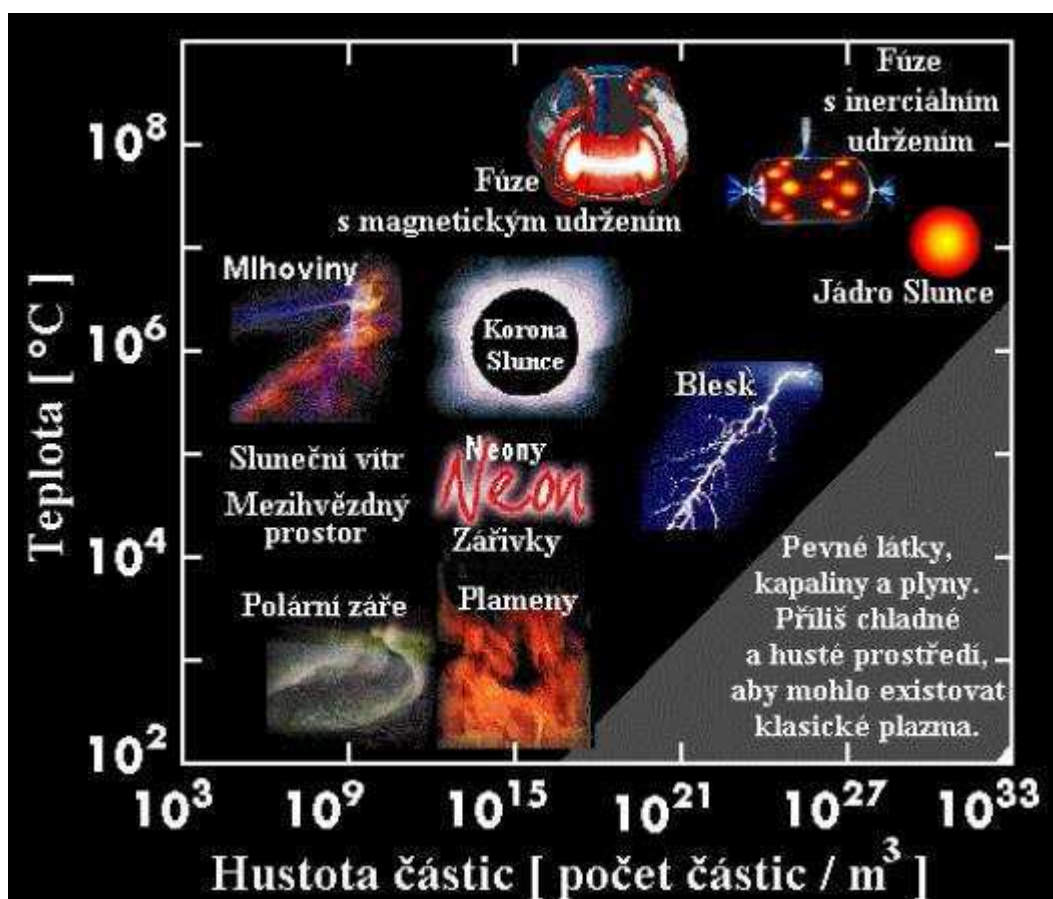 Fúze
s inerciálním
udržením
Fúze
s magnetickým udržením
Jádro Slunce
Mlhoviny
Korona
Slunce
Blesk
Sluneční vítr
Mezihvězdný
prostor
Neony
Neon
Zářivky
Polární záře
Plameny
Pevné látky,
kapaliny a plyny.
Příliš chladné
a husté prostředí,
aby mohlo existovat
klasické plazma.
Teplota [ °C ]
10⁸
10⁶
10⁴
10²
10³ 10⁹ 10¹⁵ 10²¹ 10²⁷ 10³³
Hustota částic [ počet částic / m³ ]